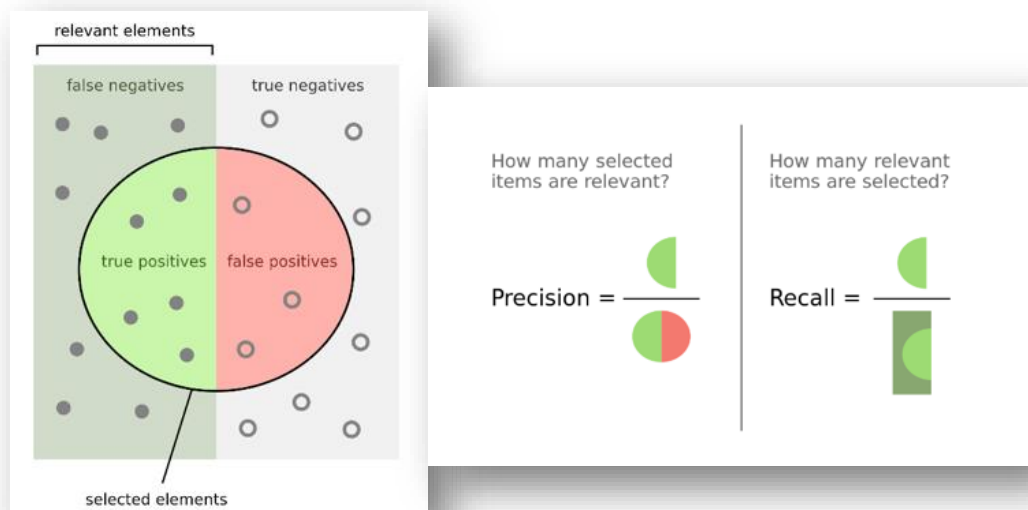 relevant elements
false negatives
true negatives
true positives
false positives
selected elements
How many selected
items are relevant?
Precision =
How many relevant
items are selected?
Recall =